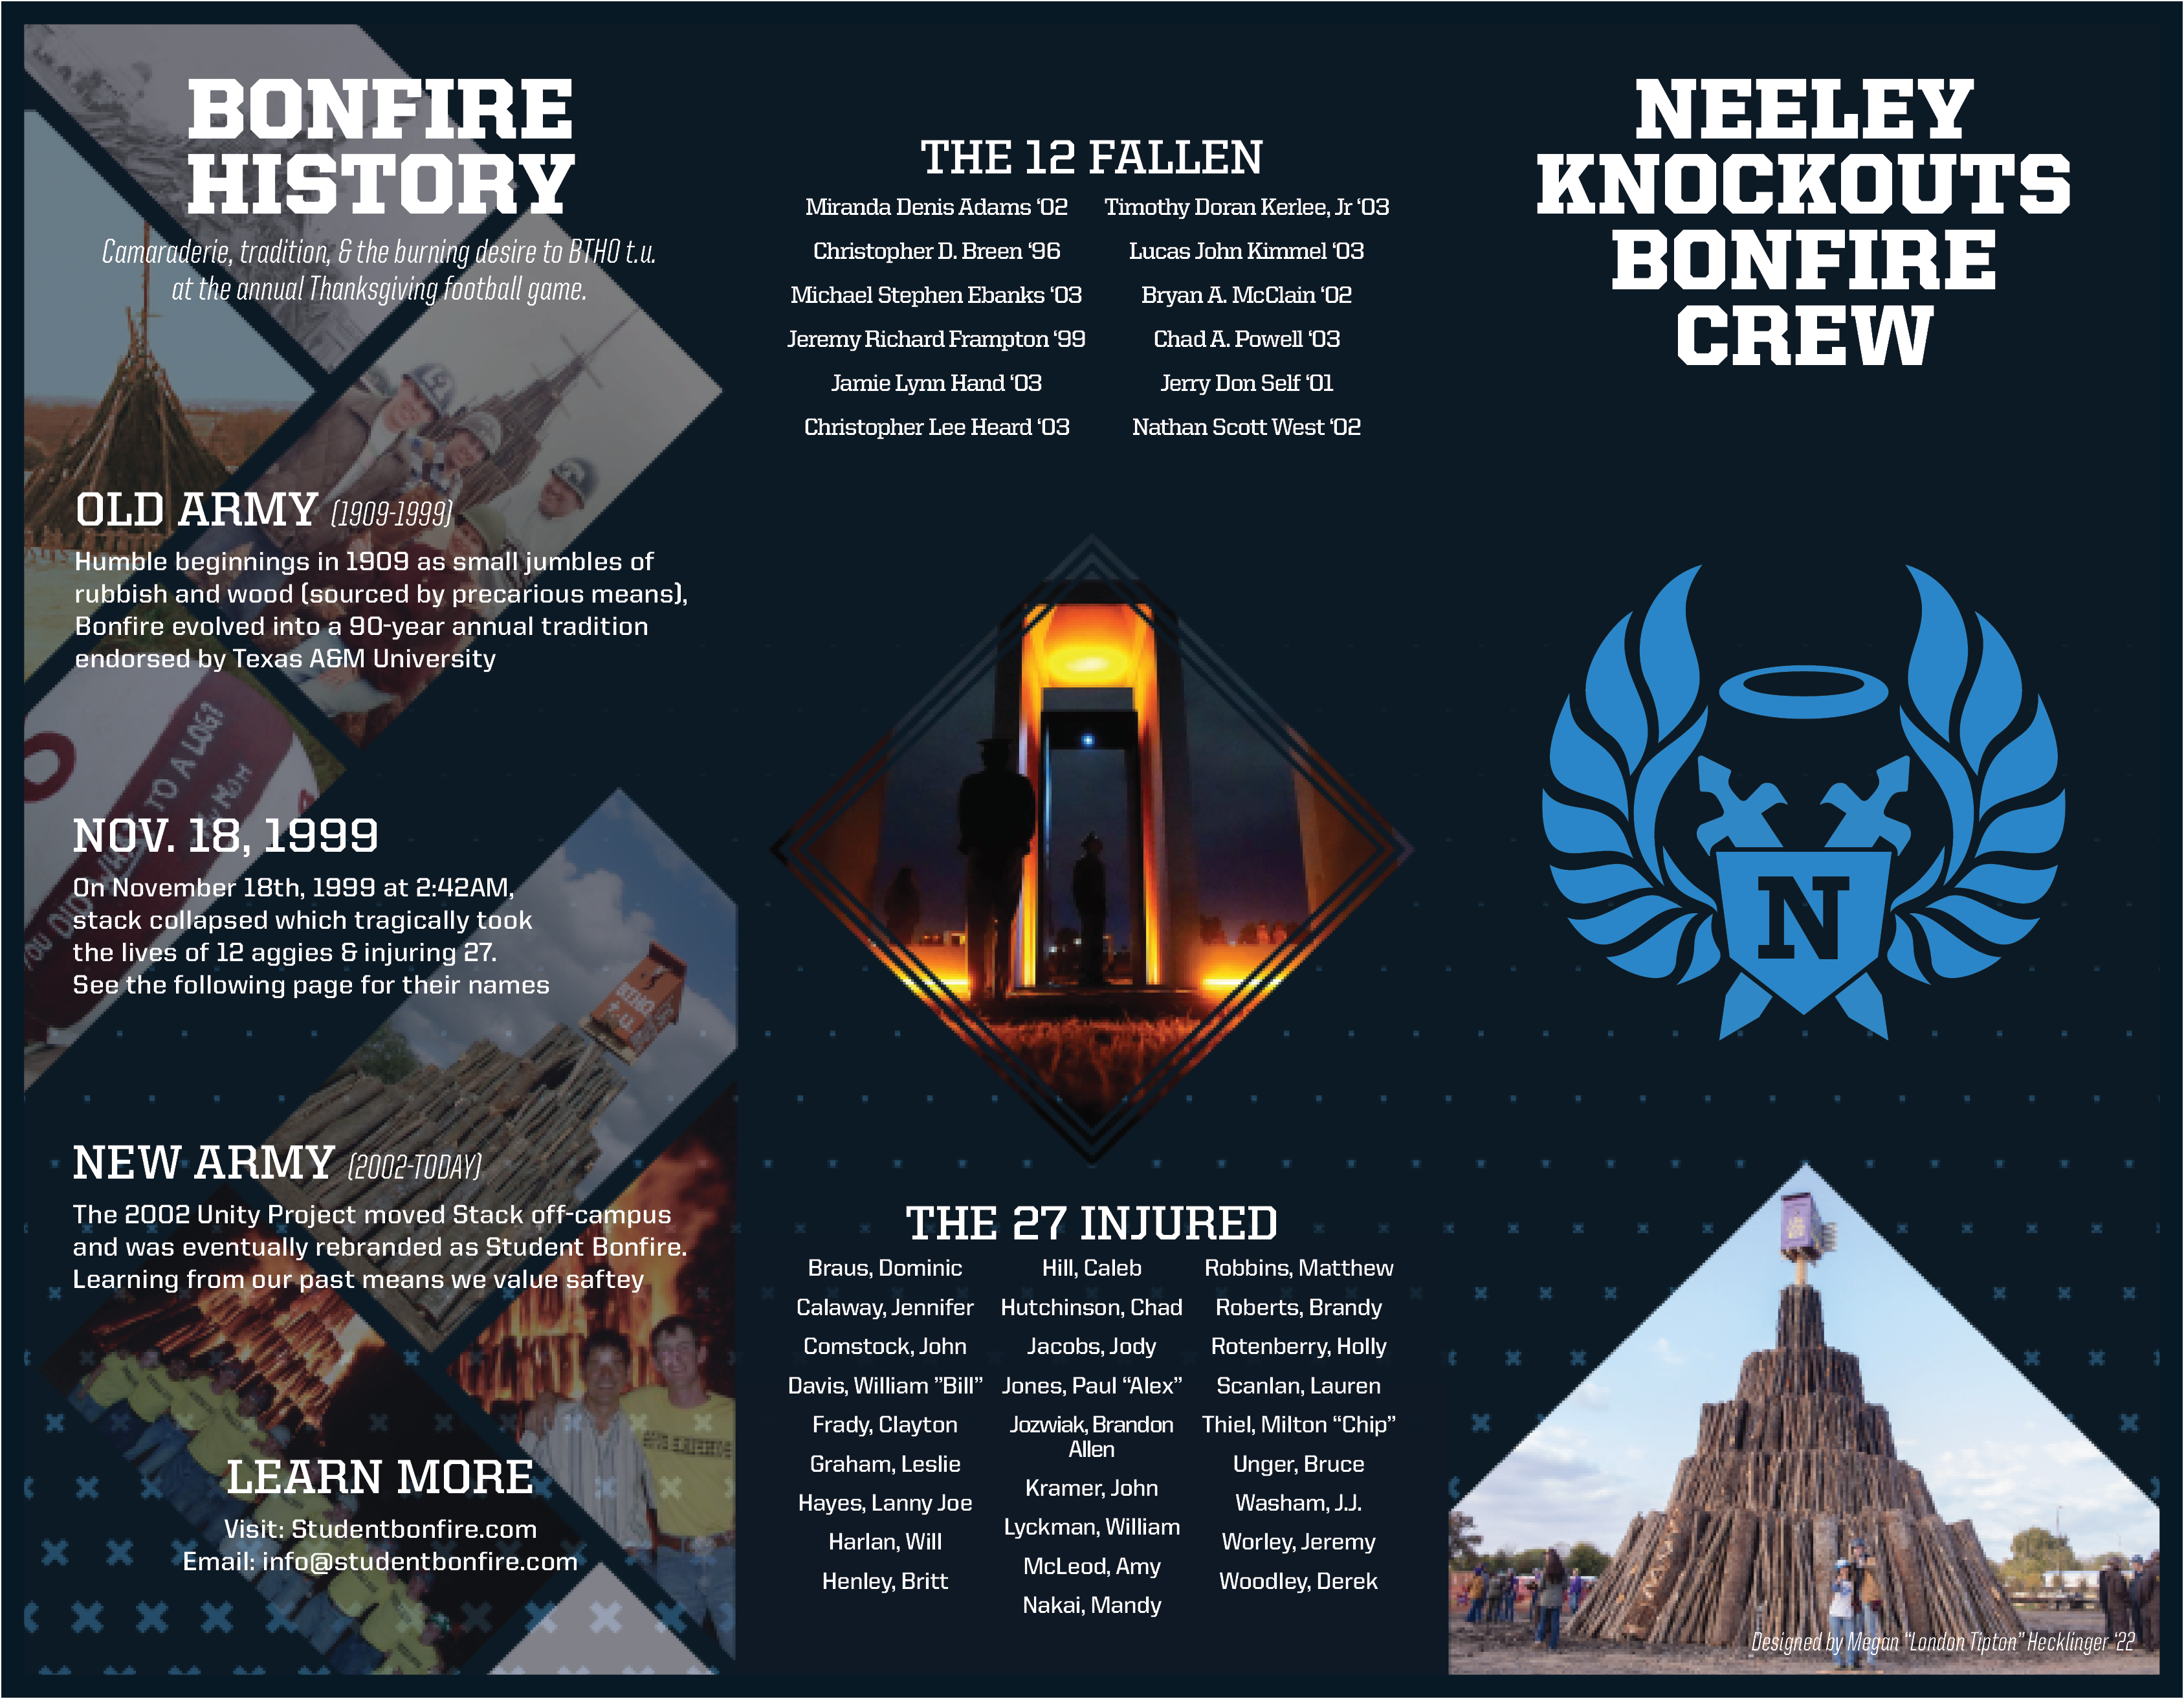 BONFIRE
HISTORY
Camaraderie, tradition, & the burning desire to BTHO t.u.
at the annual Thanksgiving football game.
OLD ARMY (1909-1999)
Humble beginnings in 1909 as small jumbles of
rubbish and wood (sourced by precarious means),
Bonfire evolved into a 90-year annual tradition
endorsed by Texas A&M University
TO A LOG?
MOM
YOU DID
NOV. 18, 1999
On November 18th, 1999 at 2:42AM,
stack collapsed which tragically took
the lives of 12 aggies & injuring 27.
See the following page for their names
BTHO
t.u.
NEW ARMY (2002-TODAY)
The 2002 Unity Project moved Stack off-campus
and was eventually rebranded as Student Bonfire.
Learning from our past means we value saftey
LEARN MORE
Visit: Studentbonfire.com
Email: info@studentbonfire.com
THE 12 FALLEN
Miranda Denis Adams ‘02
Christopher D. Breen ‘96
Michael Stephen Ebanks ‘03
Jeremy Richard Frampton ‘99
Jamie Lynn Hand ‘03
Christopher Lee Heard ‘03
Timothy Doran Kerlee, Jr ‘03
Lucas John Kimmel ‘03
Bryan A. McClain ‘02
Chad A. Powell ‘03
Jerry Don Self ‘01
Nathan Scott West ‘02
THE 27 INJURED
Braus, Dominic
Calaway, Jennifer
Comstock, John
Davis, William ”Bill”
Frady, Clayton
Graham, Leslie
Hayes, Lanny Joe
Harlan, Will
Henley, Britt
Hill, Caleb
Hutchinson, Chad
Jacobs, Jody
Jones, Paul “Alex”
Jozwiak, Brandon
Allen
Kramer, John
Lyckman, William
McLeod, Amy
Nakai, Mandy
Robbins, Matthew
Roberts, Brandy
Rotenberry, Holly
Scanlan, Lauren
Thiel, Milton “Chip”
Unger, Bruce
Washam, J.J.
Worley, Jeremy
Woodley, Derek
NEELEY
KNOCKOUTS
BONFIRE
CREW
N
Designed by Megan “London Tipton” Hecklinger ‘22